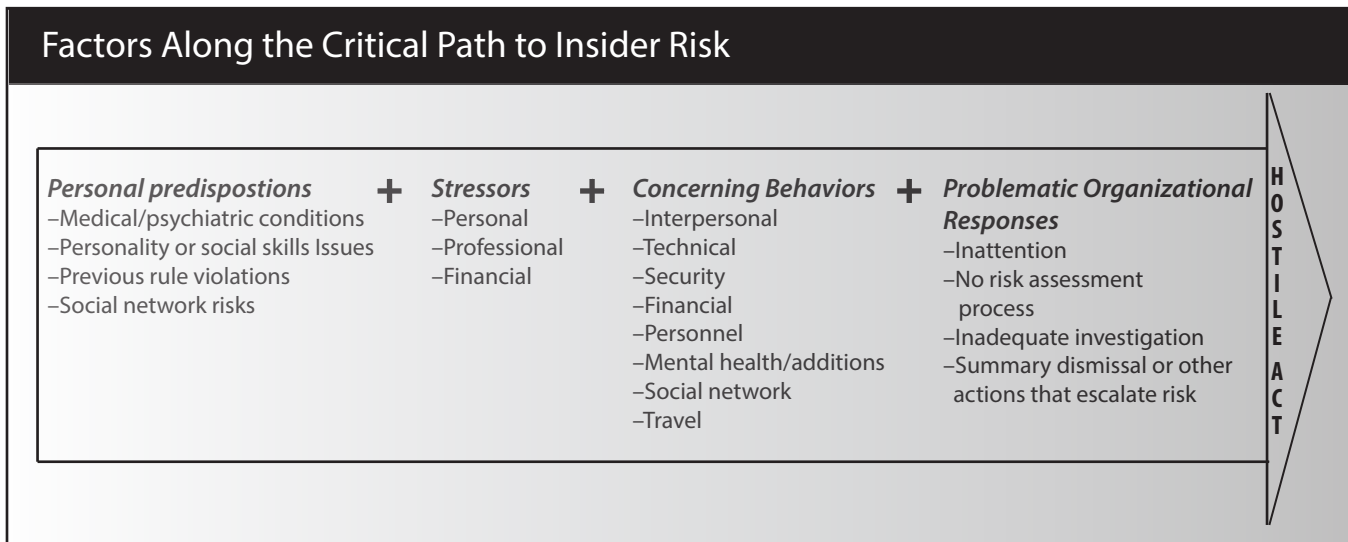 Factors Along the Critical Path to Insider Risk
Personal predispostions
–Medical/psychiatric conditions
–Personality or social skills Issues
–Previous rule violations
–Social network risks
+
Stressors
–Personal
–Professional
–Financial
+
Concerning Behaviors
–Interpersonal
–Technical
–Security
–Financial
–Personnel
–Mental health/additions
–Social network
–Travel
+
Problematic Organizational
Responses
–Inattention
–No risk assessment
process
–Inadequate investigation
–Summary dismissal or other
actions that escalate risk
HOSTILE ACT